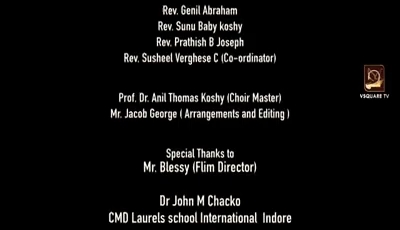 Rev. Genil Abraham
Rev. Sunu Baby koshy
Rev. Prathish B Joseph
Rev. Susheel Verghese C (Co-ordinator)
VSQUARE TV
Prof. Dr. Anil Thomas Koshy (Choir Master)
Mr. Jacob George ( Arrangements and Editing )
Special Thanks to
Mr. Blessy (Flim Director)
Dr John M Chacko
CMD Laurels school International Indore